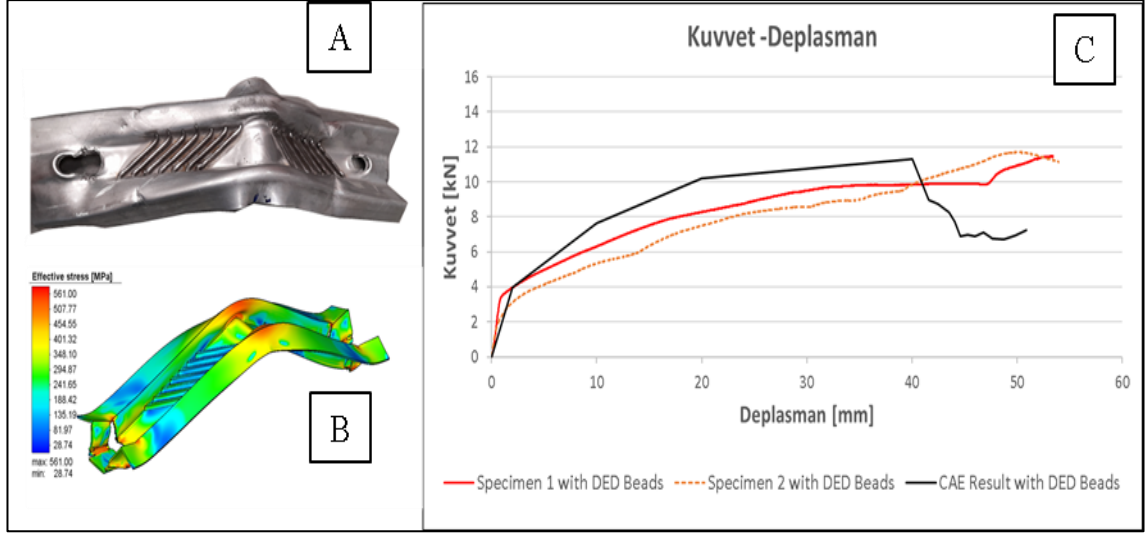 A
Effective stress [MPa]
561.00
507.77
454.55
401.32
348.10
294.87
241.65
188.42
135.19
81.97
28.74
max: 561.00
min: 28.74
B
C
Kuvvet -Deplasman
Kuvvet [kN]
16
14
12
10
8
6
4
2
0
0 10 20 30 40 50 60
Deplasman [mm]
Specimen 1 with DED Beads Specimen 2 with DED Beads CAE Result with DED Beads